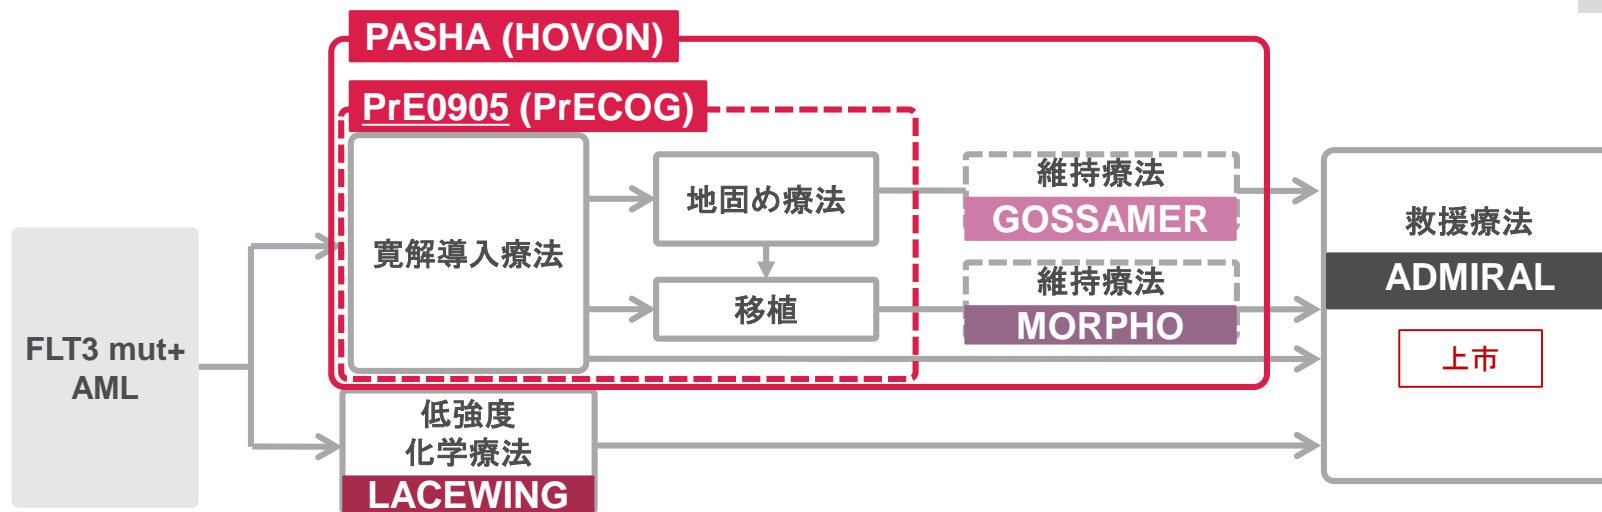 PASHA (HOVON)
PrE0905 (PrECOG)
寛解導入療法
地固め療法
移植
維持療法
GOSSAMER
維持療法
MORPHO
救援療法
ADMIRAL
上市
FLT3 mut+
AML
低強度
化学療法
LACEWING